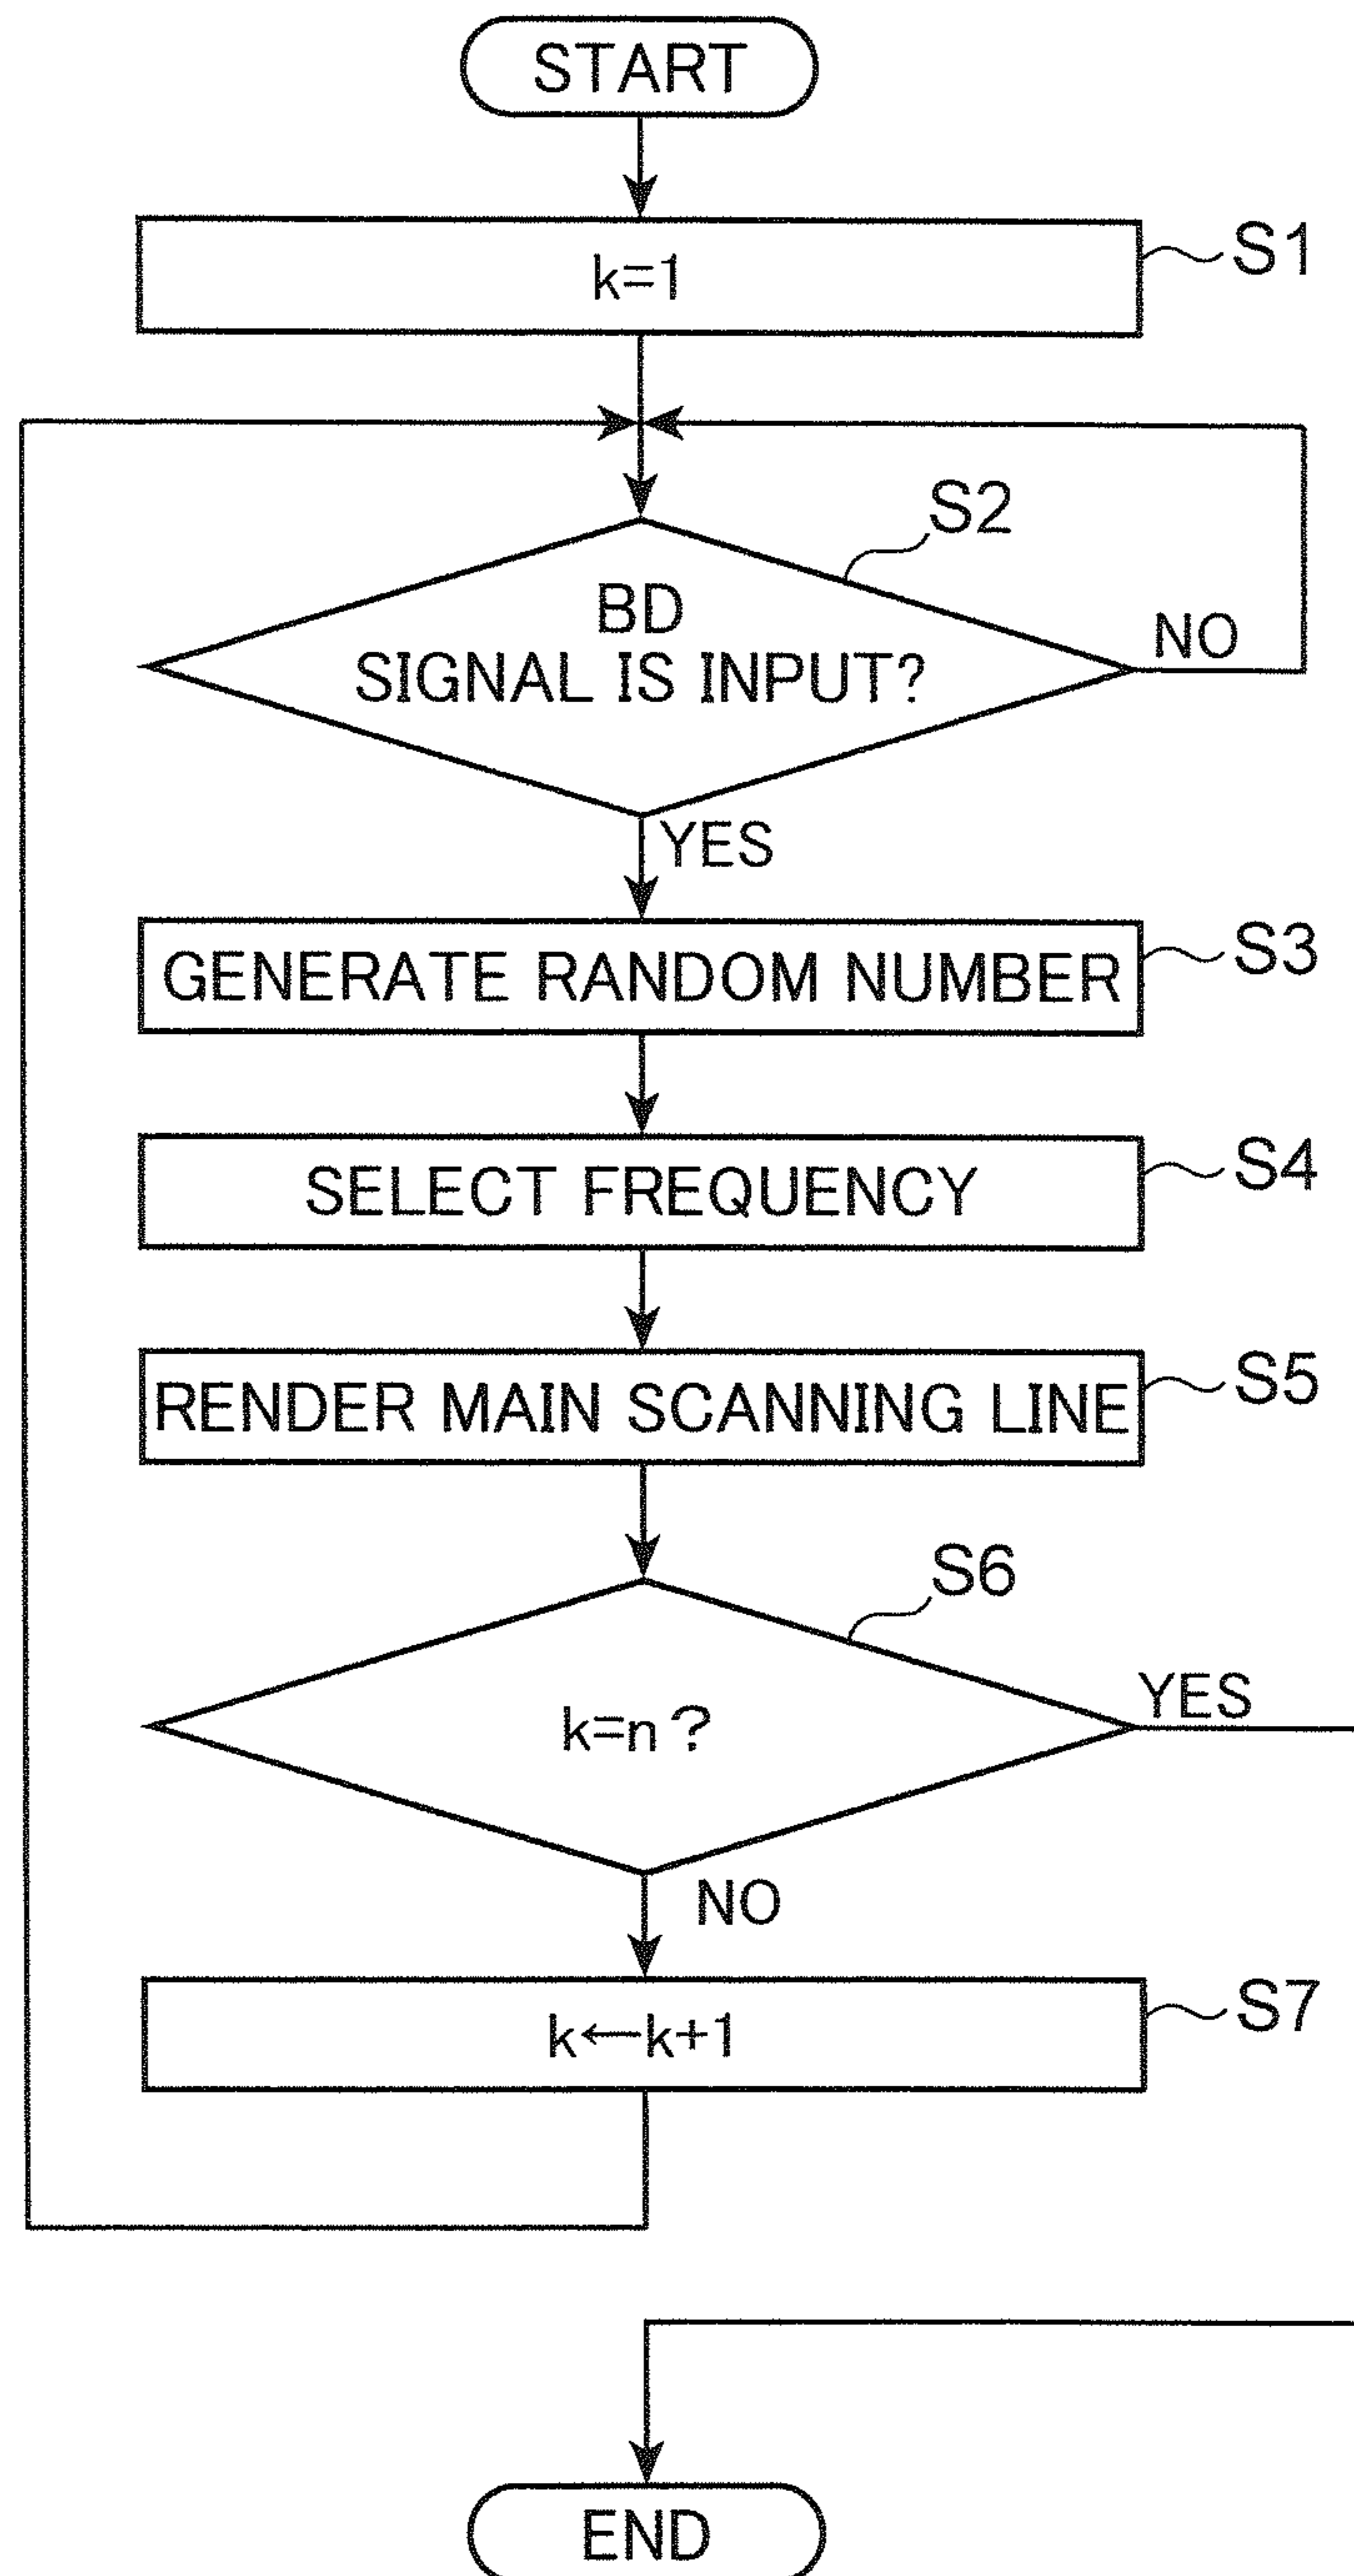 START
k=1
S1
S2
BD
SIGNAL IS INPUT?
NO
YES
GENERATE RANDOM NUMBER
S3
SELECT FREQUENCY
S4
RENDER MAIN SCANNING LINE
S5
S6
k=n ?
YES
NO
k←k+1
S7
END